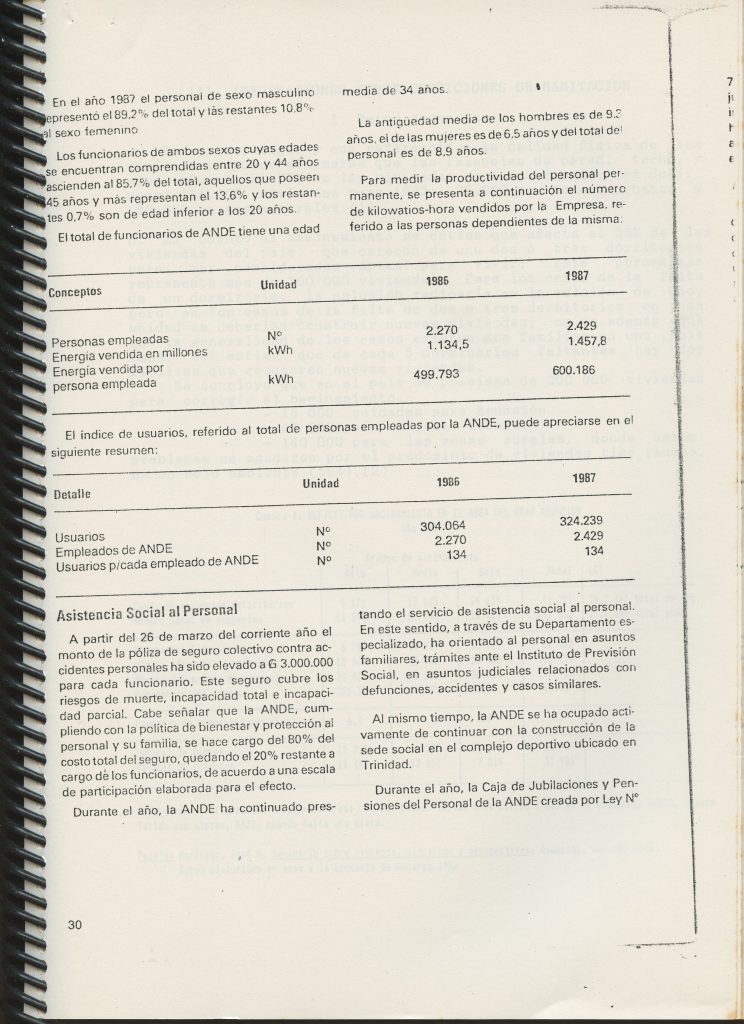 En el año 1987 el personal de sexo masculino
representó el 89,2% del total y las restantes 10,8%
al sexo femenino
Los funcionarios de ambos sexos cuyas edades
se encuentran comprendidas entre 20 y 44 años
ascienden al 85,7% del total, aquellos que poseen
45 años y más representan el 13,6% y los restan-
tes 0,7% son de edad inferior a los 20 años.
El total de funcionarios de ANDE tiene una edad
media de 34 años.
La antigüedad media de los hombres es de 9,3
años, el de las mujeres es de 6,5 años y del total del
personal es de 8,9 años.
Para medir la productividad del personal per-
manente, se presenta a continuación el número
de kilowatios-hora vendidos por la Empresa, re-
ferido a las personas dependientes de la misma:
Conceptos Unidad 1986 1987
Personas empleadas Nº 2.270 2.429
Energía vendida en millones kWh 1.134,5 1.457,8
Energía vendida por
persona empleada kWh 499.793 600.186
El índice de usuarios, referido al total de personas empleadas por la ANDE, puede apreciarse en el
siguiente resumen:
Detalle Unidad 1986 1987
Usuarios Nº 304.064 324.239
Empleados de ANDE Nº 2.270 2.429
Usuarios p/cada empleado de ANDE Nº 134 134
Asistencia Social al Personal
A partir del 26 de marzo del corriente año el
monto de la póliza de seguro colectivo contra ac-
cidentes personales ha sido elevado a ₲ 3.000.000
para cada funcionario. Este seguro cubre los
riesgos de muerte, incapacidad total e incapaci-
dad parcial. Cabe señalar que la ANDE, cum-
pliendo con la política de bienestar y protección al
personal y su familia, se hace cargo del 80% del
costo total del seguro, quedando el 20% restante a
cargo de los funcionarios, de acuerdo a una escala
de participación elaborada para el efecto.
Durante el año, la ANDE ha continuado pres-
tando el servicio de asistencia social al personal.
En este sentido, a través de su Departamento es-
pecializado, ha orientado al personal en asuntos
familiares, trámites ante el Instituto de Previsión
Social, en asuntos judiciales relacionados con
defunciones, accidentes y casos similares.
Al mismo tiempo, la ANDE se ha ocupado acti-
vamente de continuar con la construcción de la
sede social en el complejo deportivo ubicado en
Trinidad.
Durante el año, la Caja de Jubilaciones y Pen-
siones del Personal de la ANDE creada por Ley Nº
30